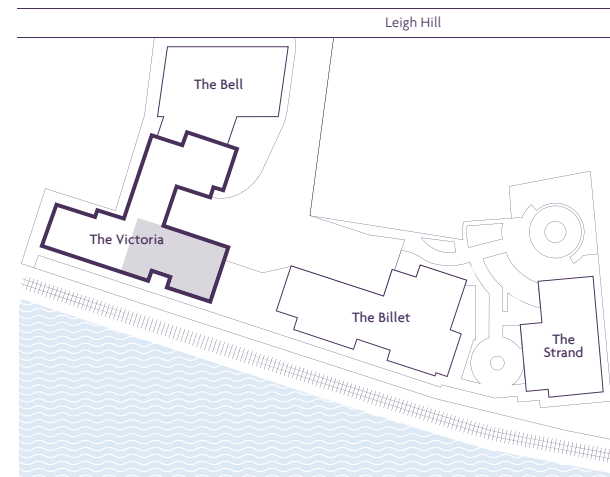 Leigh Hill
The Bell
The Victoria
The Billet
The
Strand